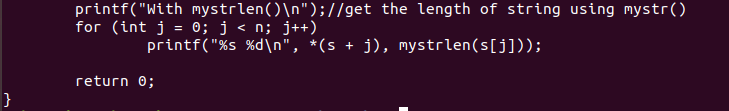 printf("With mystrlen()\n");//get the length of string using mystr()
for (int j = 0; j < n; j++)
printf("%s %d\n", *(s + j), mystrlen(s[j]));
return 0;
}